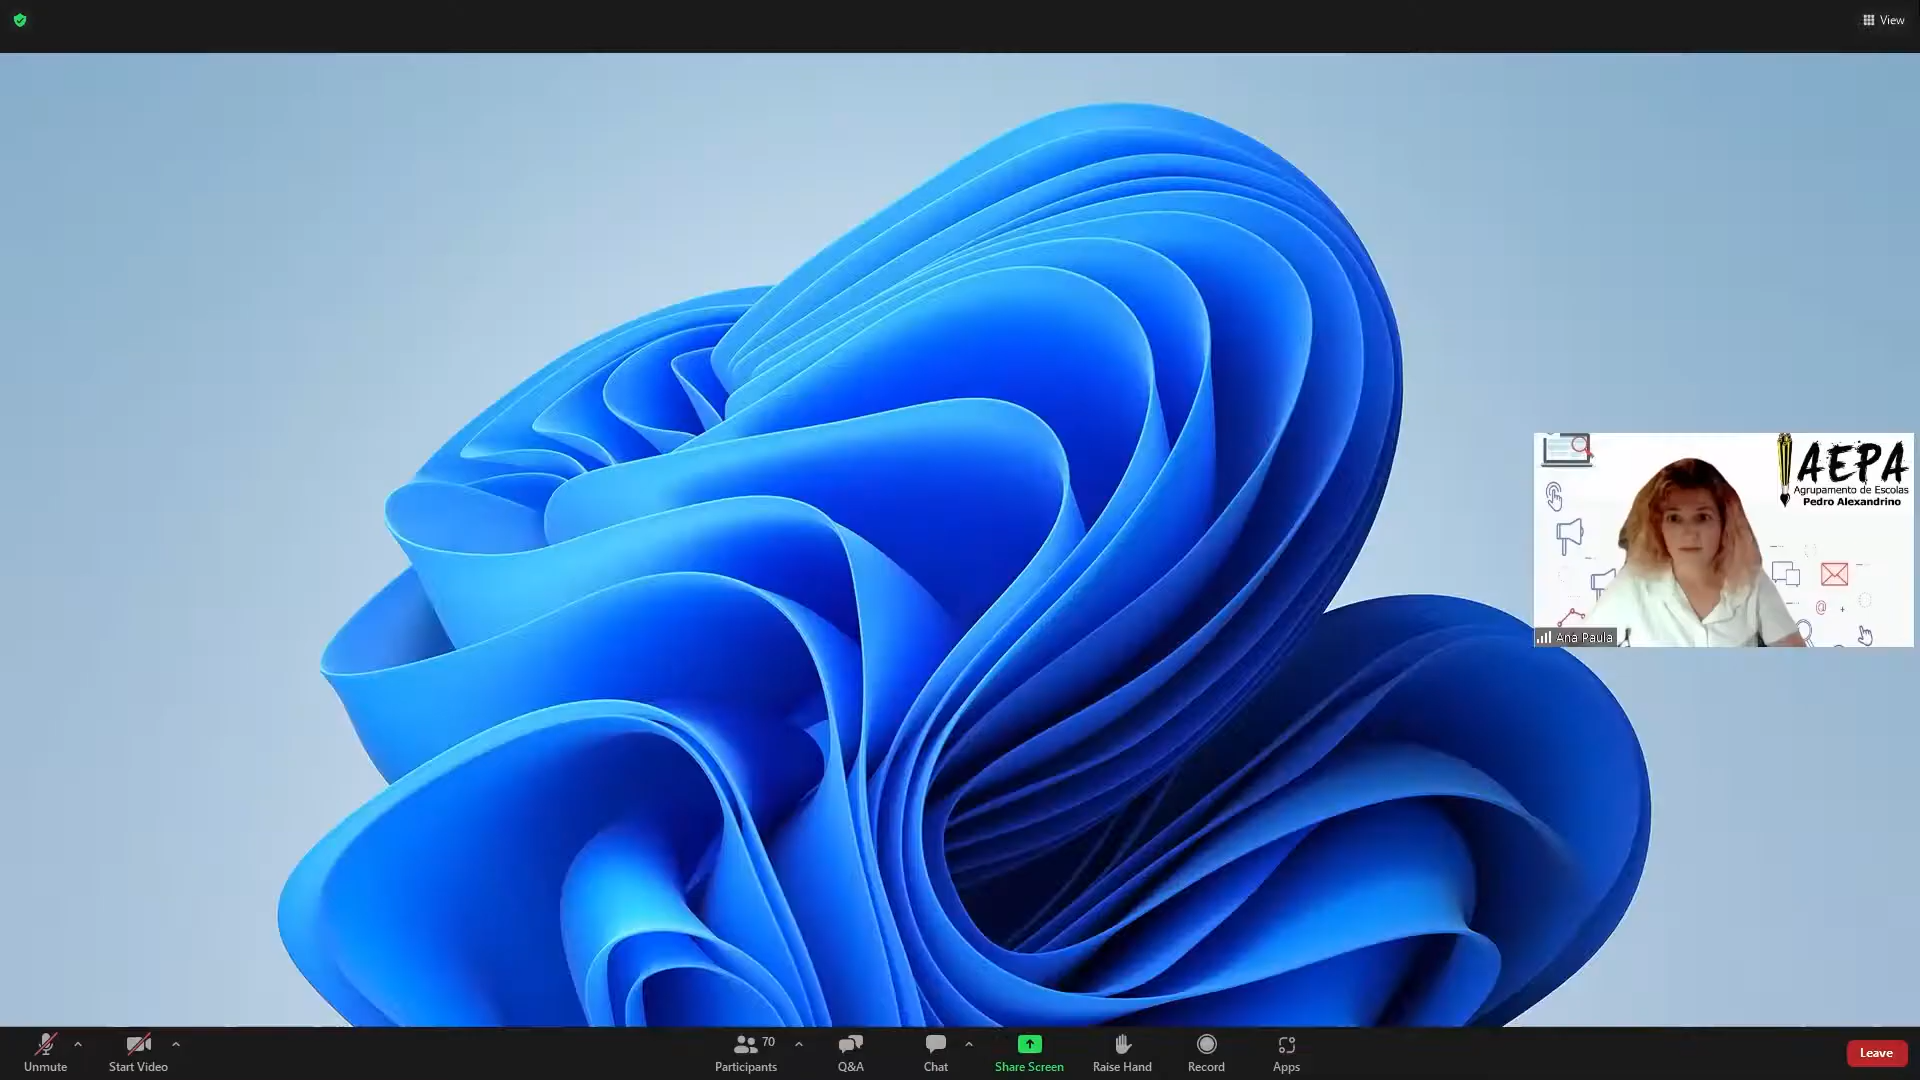 View
AEPA
Agrupamento de Escolas
Pedro Alexandrino
@
Ana Paula
70
Unmute
Start Video
Participants
Q&A
Chat
Share Screen
Raise Hand
Record
Apps
Leave